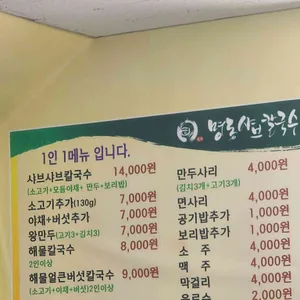 명동샤브칼국수
1인 1메뉴 입니다.
샤브샤브칼국수 14,000원
(소고기+모듬야채+ 만두+볶음밥)
소고기추가(130g) 7,000원
야채+버섯추가 7,000원
왕만두(고기3+김치3) 7,000원
해물칼국수 8,000원
2인이상
해물얼큰버섯칼국수 9,000원
(소고기+야채+버섯)2인이상
만두사리 4,000원
(김치3개+고기3개)
면사리 4,000원
공기밥추가 1,000원
볶음밥추가 2,000원
소 주 4,000원
맥 주 4,000원
막걸리 4,000원
음료수 2,000원